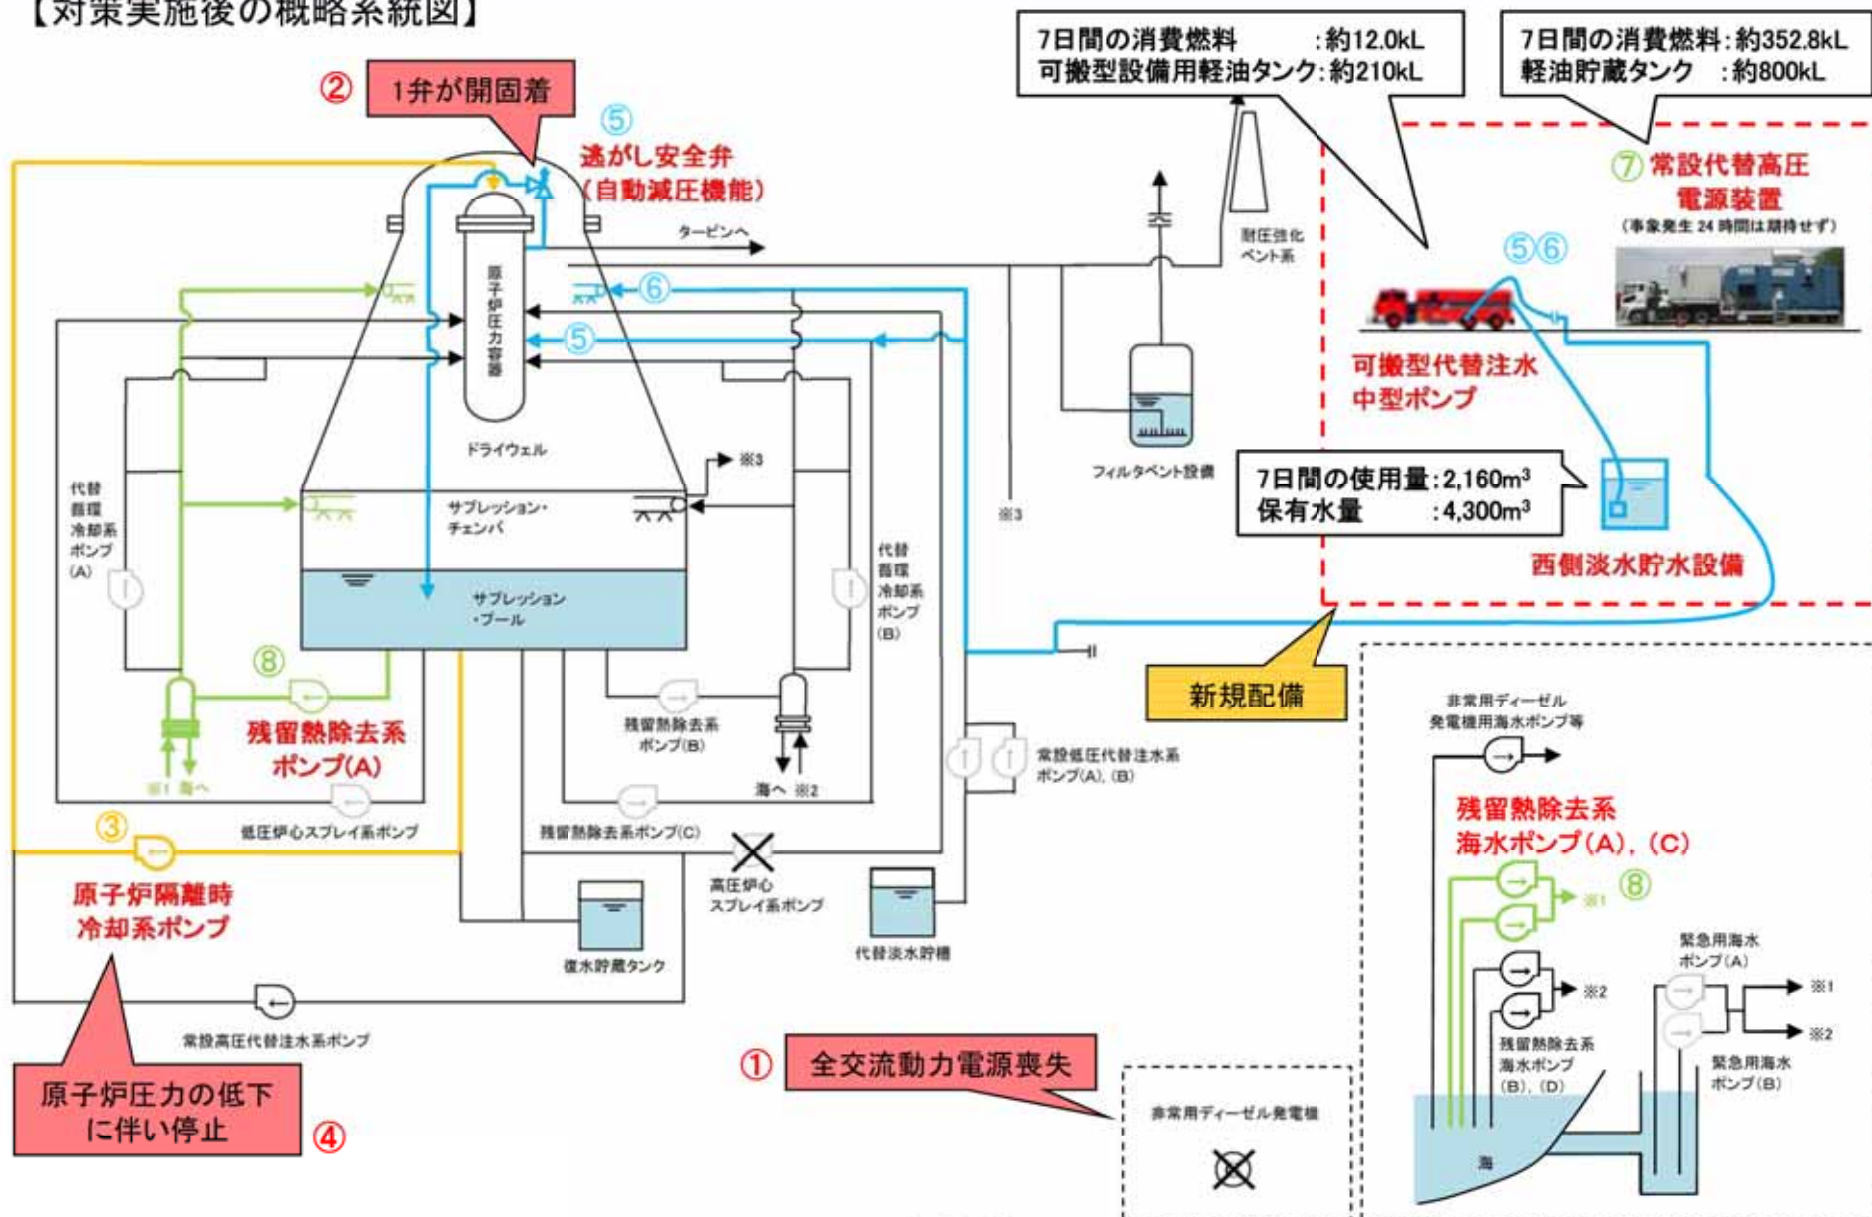 【対策実施後の概略系統図】
7日間の消費燃料 :約12.0kL
可搬型設備用軽油タンク:約210kL
7日間の消費燃料:約352.8kL
軽油貯蔵タンク :約800kL
②
1弁が開固着
⑤
逃がし安全弁
(自動減圧機能)
タービンへ
耐圧強化
ベント系
⑦常設代替高圧
電源装置
(事象発生24時間は期待せず)
⑤⑥
原子炉圧力容器
⑥
⑤
可搬型代替注水
中型ポンプ
ドライウェル
※3
フィルタベント設備
7日間の使用量:2,160m³
保有水量 :4,300m³
※3
代替
循環
冷却系
ポンプ
(A)
サプレッション・
チェンバ
代替
循環
冷却系
ポンプ
(B)
西側淡水貯水設備
サプレッション
・プール
⑧
新規配備
残留熱除去系
ポンプ(A)
残留熱除去系
ポンプ(B)
非常用ディーゼル
発電機用海水ポンプ等
※1 海へ
海へ ※2
常設低圧代替注水系
ポンプ(A), (B)
③
低圧炉心スプレイ系ポンプ
残留熱除去系ポンプ(C)
残留熱除去系
海水ポンプ(A), (C)
⑧
※1
原子炉隔離時
冷却系ポンプ
高圧炉心
スプレイ系ポンプ
復水貯蔵タンク
代替淡水貯槽
緊急用海水
ポンプ(A)
※2
※1
※2
常設高圧代替注水系ポンプ
残留熱除去系
海水ポンプ
(B), (D)
緊急用海水
ポンプ(B)
①
全交流動力電源喪失
原子炉圧力の低下
に伴い停止
④
非常用ディーゼル発電機
海